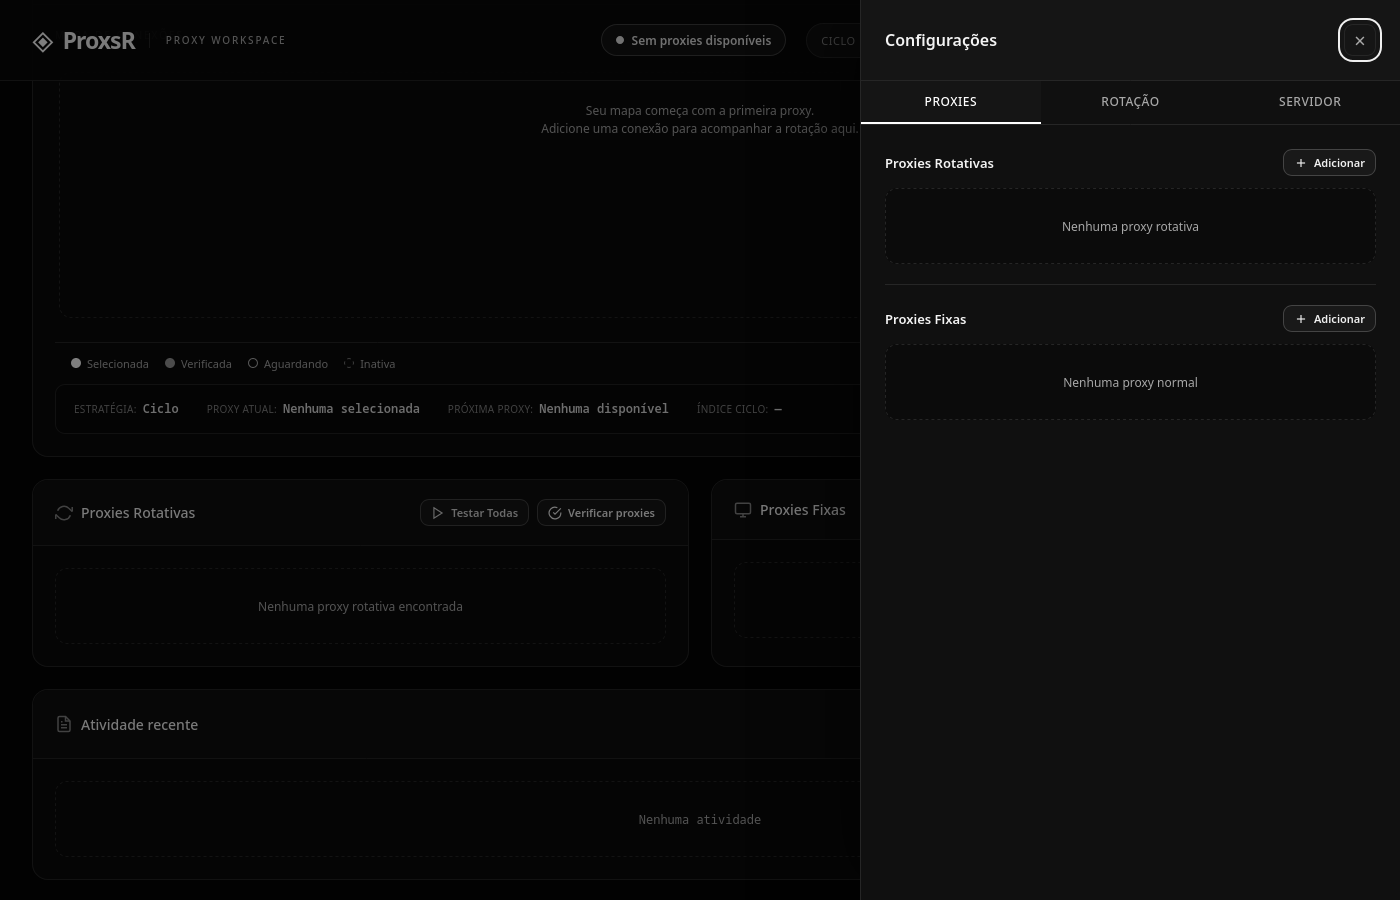 ProxsR
PROXY WORKSPACE
Sem proxies disponíveis
CICLO
Seu mapa começa com a primeira proxy.
Adicione uma conexão para acompanhar a rotação aqui.
Selecionada
Verificada
Aguardando
Inativa
ESTRATÉGIA: Ciclo
PROXY ATUAL: Nenhuma selecionada
PRÓXIMA PROXY: Nenhuma disponível
ÍNDICE CICLO: —
Proxies Rotativas
Testar Todas
Verificar proxies
Nenhuma proxy rotativa encontrada
Proxies Fixas
Atividade recente
Nenhuma atividade
Configurações
PROXIES
ROTAÇÃO
SERVIDOR
Proxies Rotativas
Adicionar
Nenhuma proxy rotativa
Proxies Fixas
Adicionar
Nenhuma proxy normal